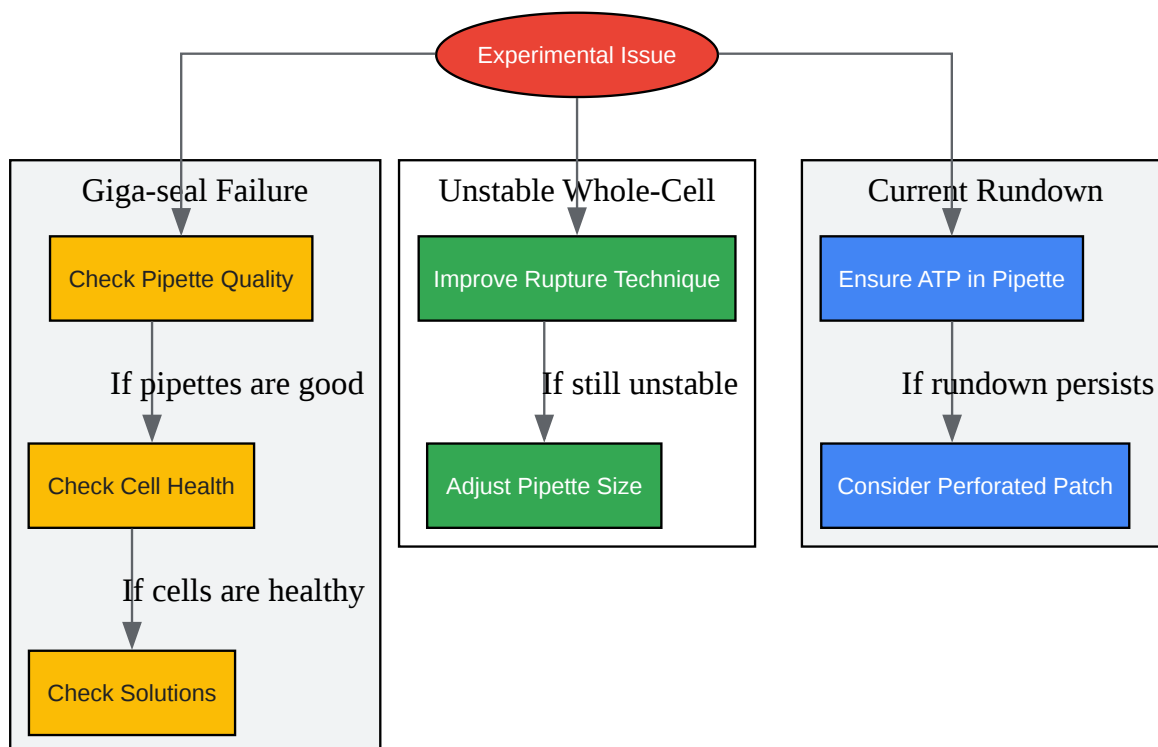 Experimental Issue
Giga-seal Failure
Check Pipette Quality
If pipettes are good
Check Cell Health
If cells are healthy
Check Solutions
Unstable Whole-Cell
Improve Rupture Technique
If still unstable
Adjust Pipette Size
Current Rundown
Ensure ATP in Pipette
If rundown persists
Consider Perforated Patch